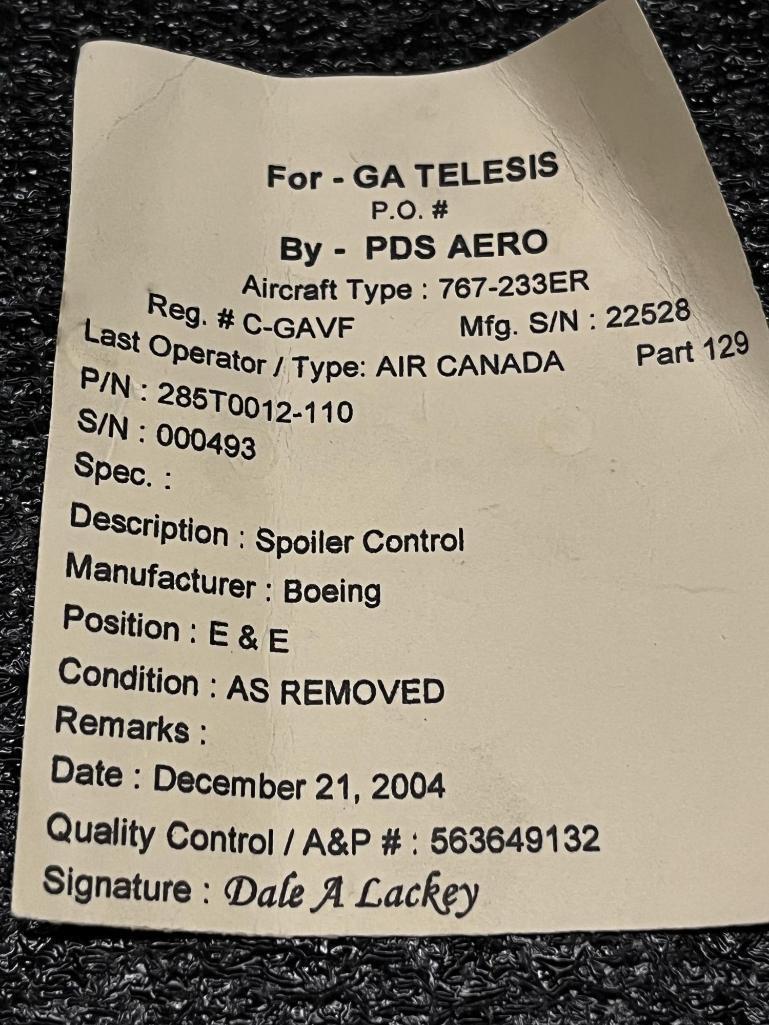 For - GA TELESIS
P.O. #
By - PDS AERO
Aircraft Type : 767-233ER
Reg. # C-GAVF Mfg. S/N : 22528
Last Operator / Type: AIR CANADA Part 129
P/N : 285T0012-110
S/N : 000493
Spec. :
Description : Spoiler Control
Manufacturer : Boeing
Position : E & E
Condition : AS REMOVED
Remarks :
Date : December 21, 2004
Quality Control / A&P # : 563649132
Signature : Dale A Lackey